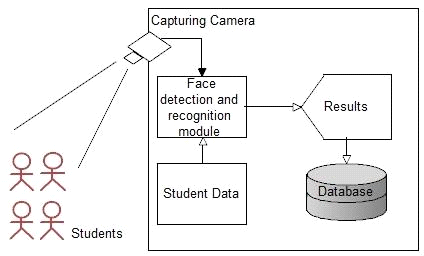 Capturing Camera
Face
detection and
recognition
module
Results
Student Data
Database
Students